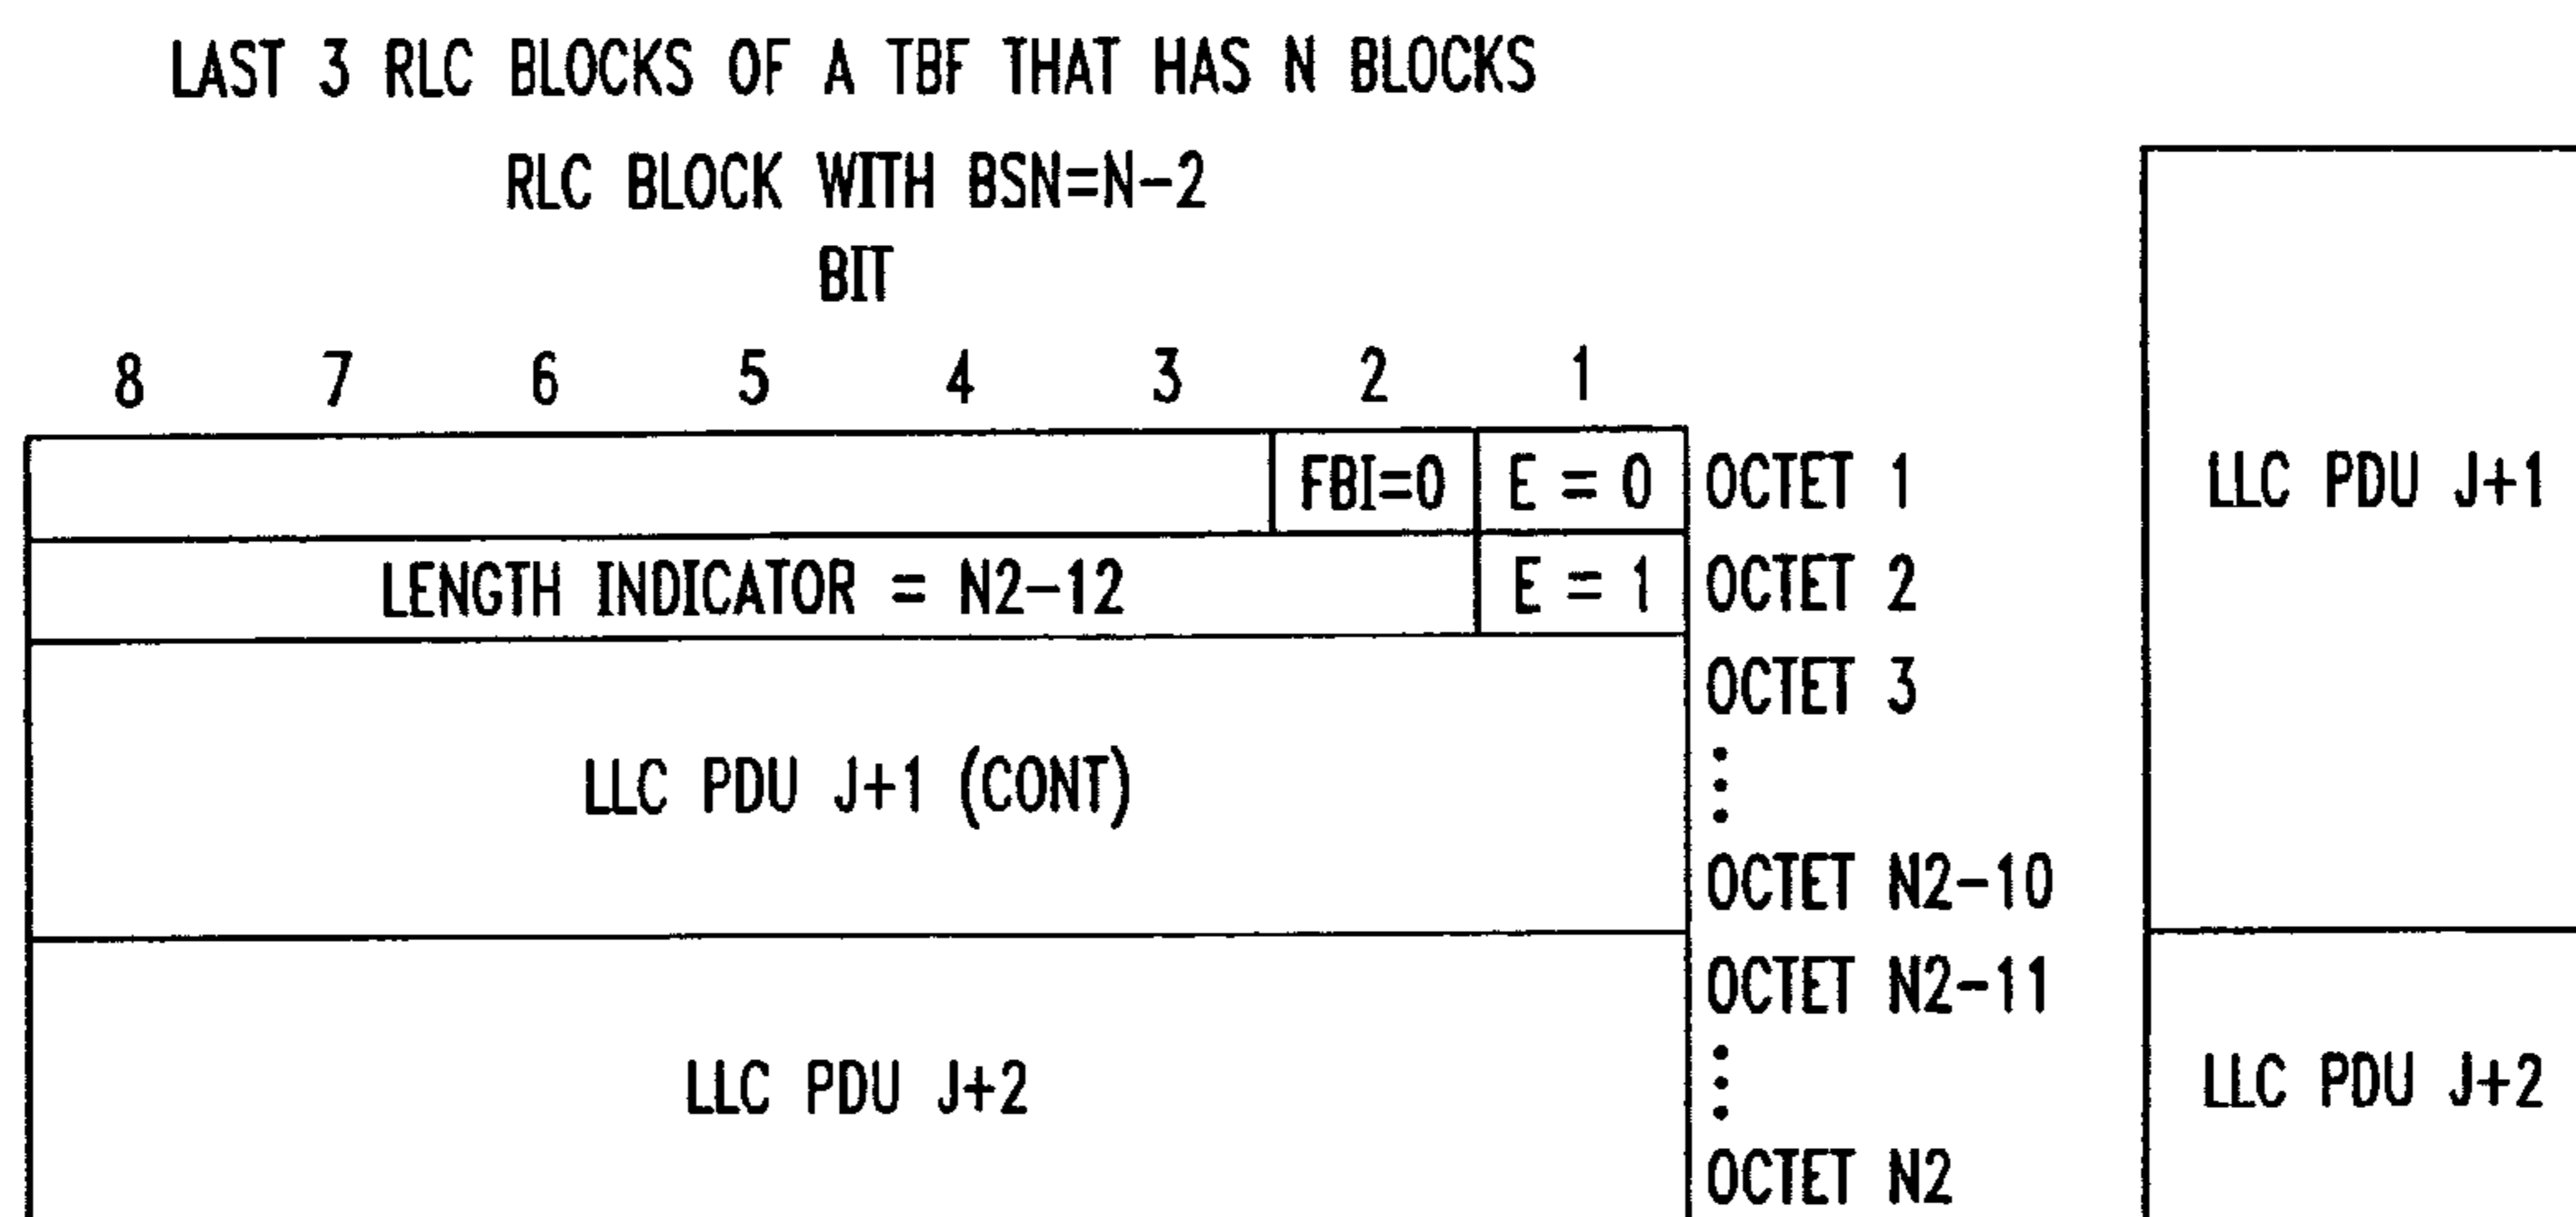 LAST 3 RLC BLOCKS OF A TBF THAT HAS N BLOCKS
RLC BLOCK WITH BSN=N-2
BIT
8 7 6 5 4 3 2 1
FBI=0 E = 0 OCTET 1
LENGTH INDICATOR = N2-12 E = 1 OCTET 2
OCTET 3
LLC PDU J+1 (CONT)
OCTET N2-10
OCTET N2-11
LLC PDU J+2
OCTET N2
LLC PDU J+1
LLC PDU J+2